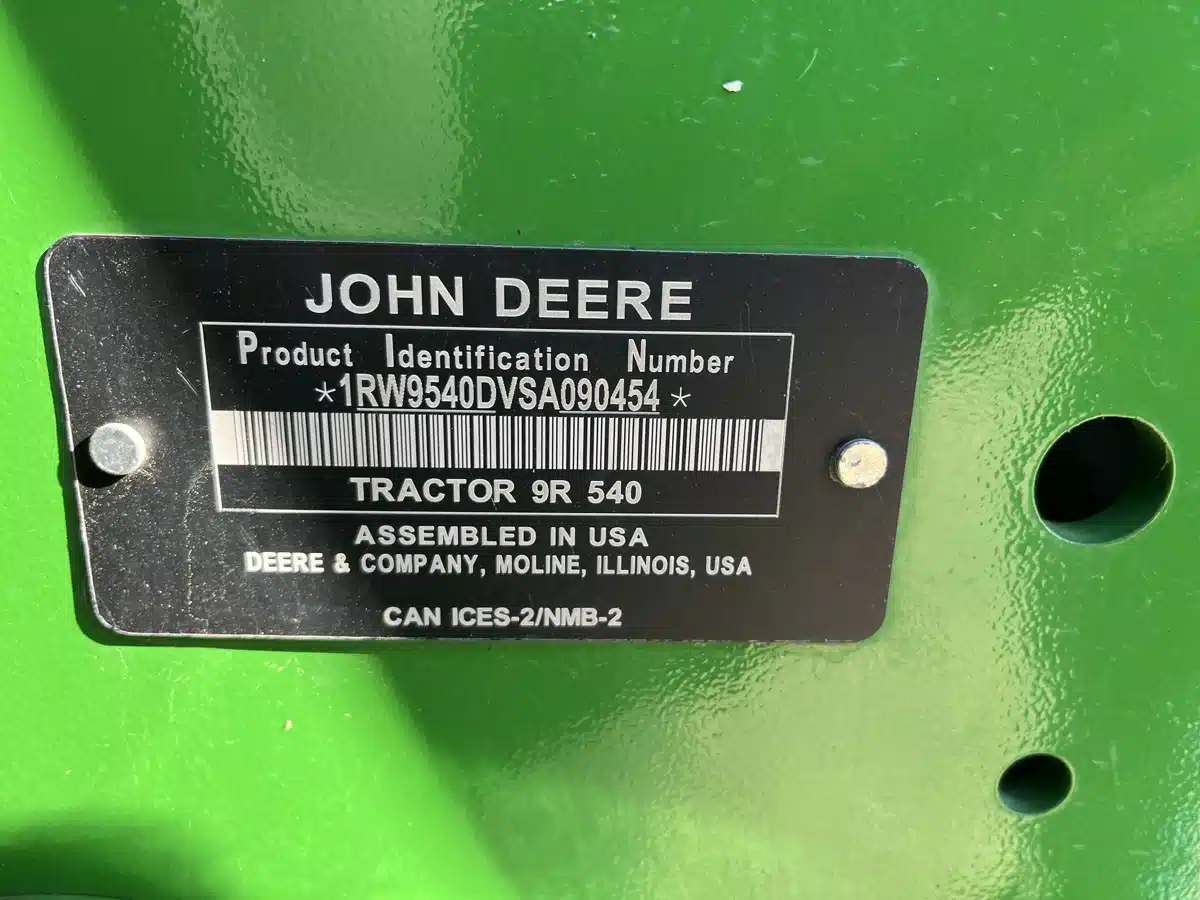 JOHN DEERE
Product Identification Number
*1RW9540DVSA090454*
TRACTOR 9R 540
ASSEMBLED IN USA
DEERE & COMPANY, MOLINE, ILLINOIS, USA
CAN ICES-2/NMB-2